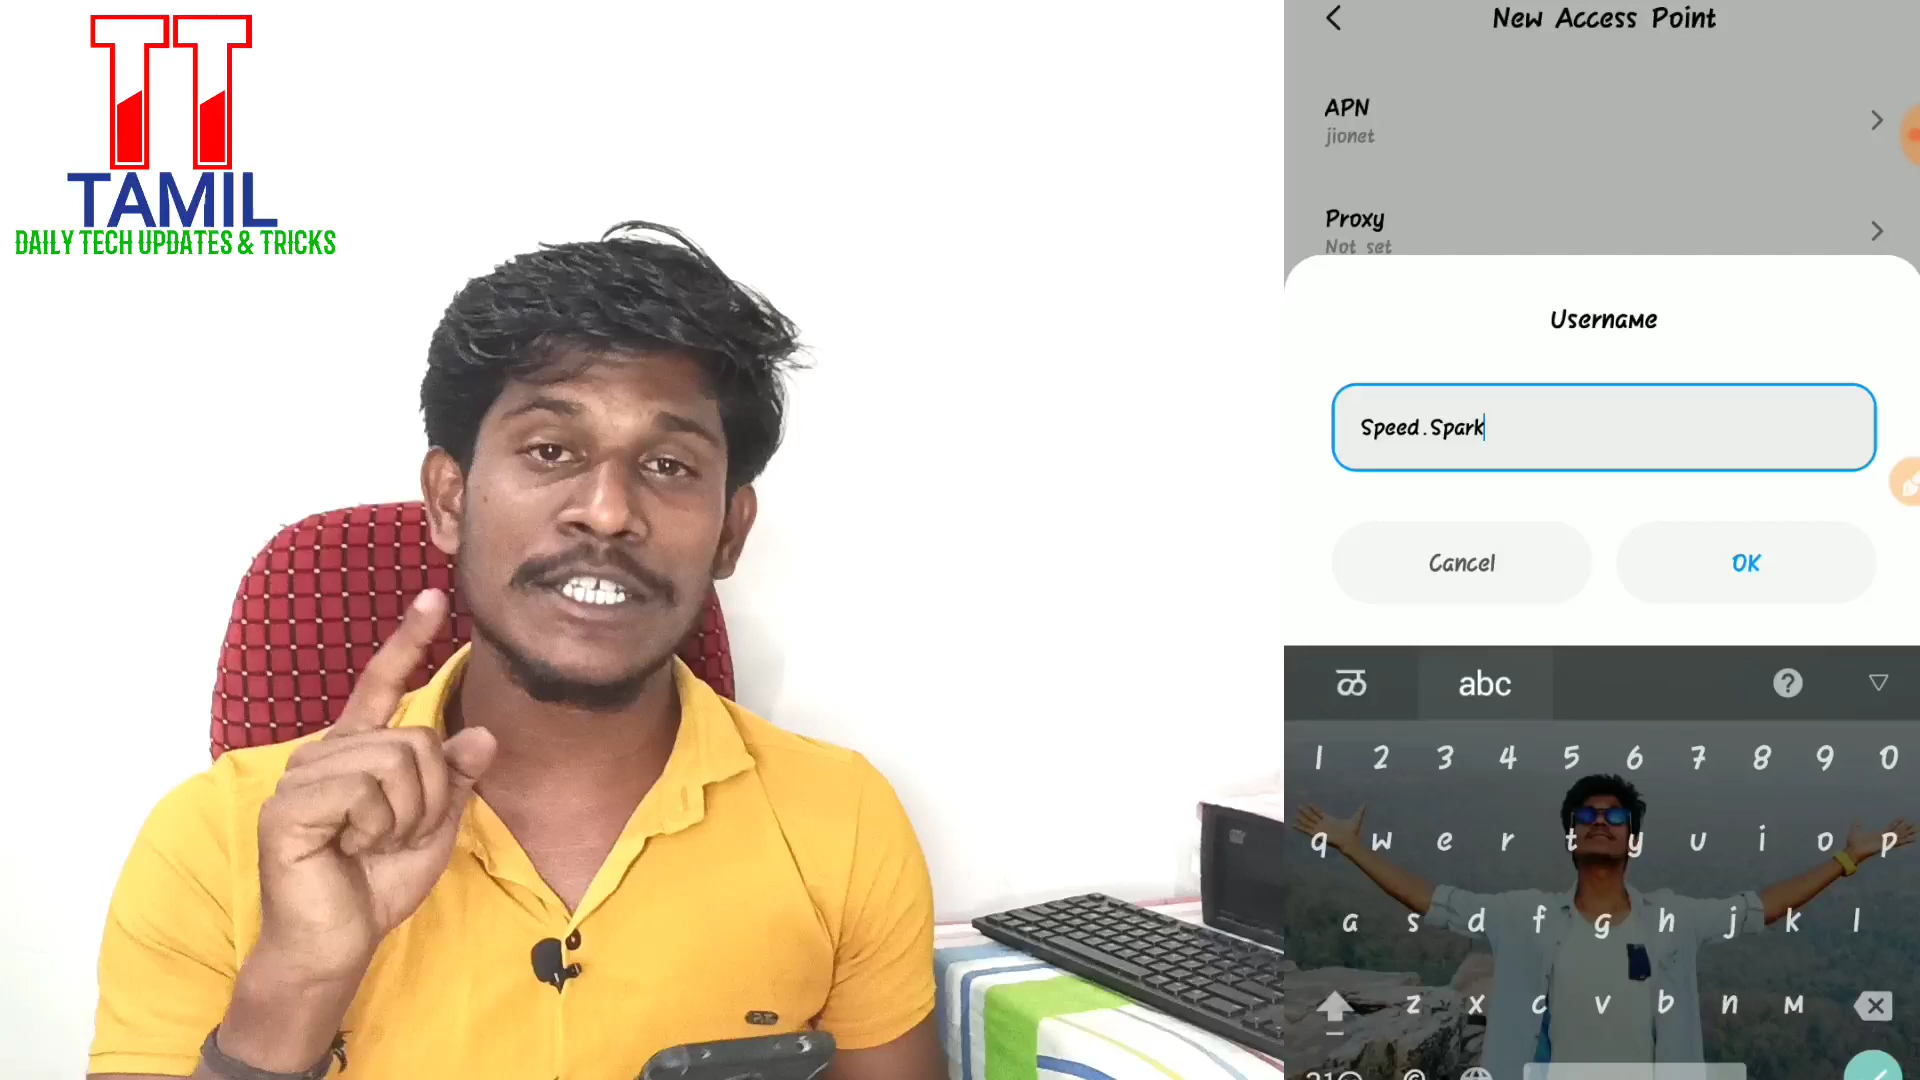 TT
TAMIL
DAILY TECH UPDATES & TRICKS
New Access Point
APN
jionet
Proxy
Not set
Username
Speed.Spark
Cancel
OK
ੴ
abc
1 2 3 4 5 6 7 8 9 0
q w e r t y u i o p
a s d f g h j k l
z x c v b n m